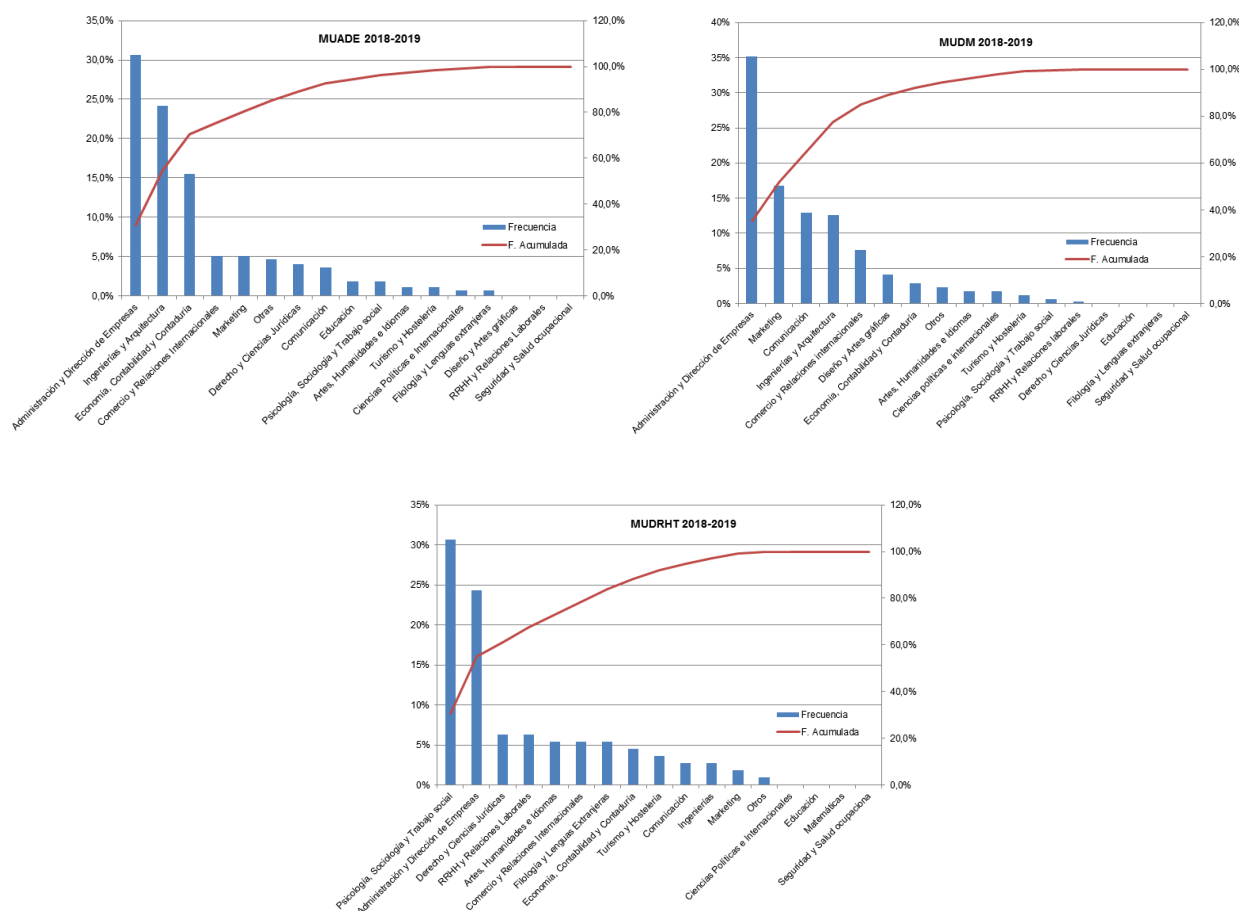 MUADE 2018-2019
35,0%
30,0%
25,0%
20,0%
15,0%
10,0%
5,0%
0,0%
120,0%
100,0%
80,0%
60,0%
40,0%
20,0%
0,0%
Frecuencia
F. Acumulada
Administración y Dirección de Empresas
Ingenierías y Arquitectura
Economía, Contabilidad y Contaduría
Comercio y Relaciones Internacionales
Marketing
Otras
Derecho y Ciencias Jurídicas
Comunicación
Educación
Psicología, Sociología y Trabajo social
Artes, Humanidades e Idiomas
Turismo y Hostelería
Ciencias Políticas e Internacionales
Filología y Lenguas extranjeras
Diseño y Artes gráficas
RRHH y Relaciones Laborales
Seguridad y Salud ocupacional
MUDM 2018-2019
40%
35%
30%
25%
20%
15%
10%
5%
0%
120,0%
100,0%
80,0%
60,0%
40,0%
20,0%
0,0%
Frecuencia
F. Acumulada
Administración y Dirección de Empresas
Marketing
Comunicación
Ingenierías y Arquitectura
Comercio y Relaciones internacionales
Diseño y Artes gráficas
Economía, Contabilidad y Contaduría
Otros
Artes, Humanidades e Idiomas
Ciencias políticas e internacionales
Turismo y Hostelería
Psicología, Sociología y Trabajo social
RRHH y Relaciones laborales
Derecho y Ciencias Jurídicas
Educación
Filología y Lenguas extranjeras
Seguridad y Salud ocupacional
MUDRHT 2018-2019
35%
30%
25%
20%
15%
10%
5%
0%
120,0%
100,0%
80,0%
60,0%
40,0%
20,0%
0,0%
Frecuencia
F. Acumulada
Psicología, Sociología y Trabajo social
Administración y Dirección de Empresas
Derecho y Ciencias Jurídicas
RRHH y Relaciones Laborales
Artes, Humanidades e Idiomas
Comercio y Relaciones Internacionales
Filología y Lenguas Extranjeras
Economía, Contabilidad y Contaduría
Turismo y Hostelería
Comunicación
Ingenierías
Marketing
Otros
Ciencias Políticas e Internacionales
Educación
Matemáticas
Seguridad y Salud ocupaciona